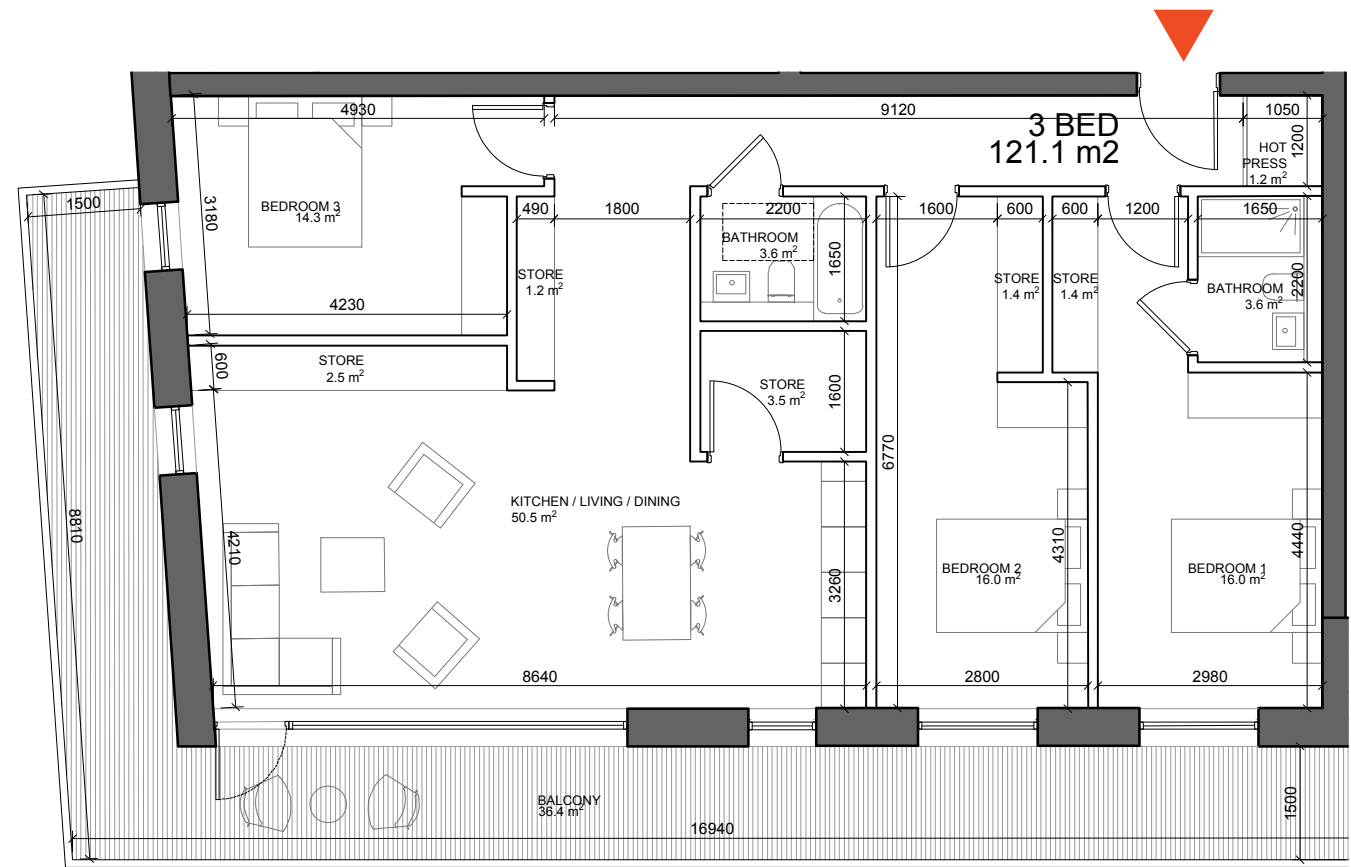 4930
9120
1050
3 BED
121.1 m2
1200
HOT
PRESS
1.2 m²
1500
3180
BEDROOM 3
14.3 m²
490
1800
2200
1600
600
600
1200
1650
BATHROOM
3.6 m²
1650
STORE
1.2 m²
STORE
1.4 m²
STORE
1.4 m²
BATHROOM
3.6 m²
2200
4230
600
STORE
2.5 m²
STORE
3.5 m²
1600
6770
KITCHEN / LIVING / DINING
50.5 m²
8810
4210
3260
4310
4440
BEDROOM 2
16.0 m²
BEDROOM 1
16.0 m²
8640
2800
2980
BALCONY
36.4 m²
1500
16940